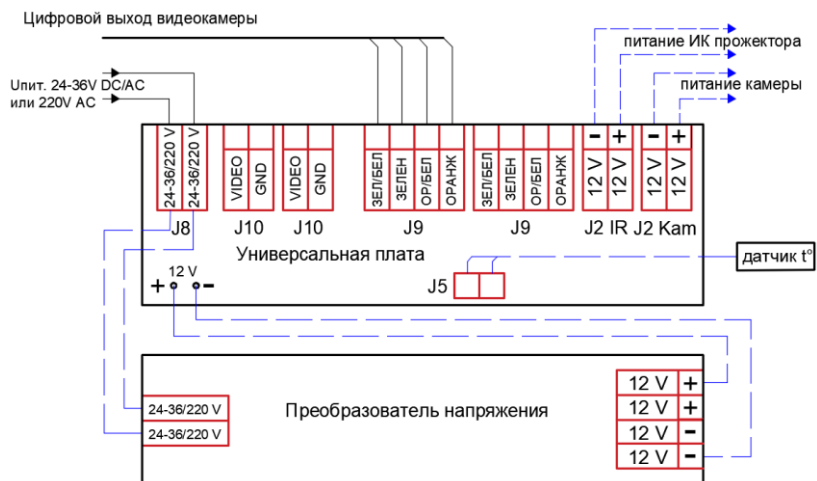 Цифровой выход видеокамеры
питание ИК прожектора
Uпит. 24-36V DC/AC
или 220V AC
питание камеры
24-36/220 V
24-36/220 V
VIDEO
GND
VIDEO
GND
ЗЕЛ/БЕЛ
ЗЕЛЕН
ОР/БЕЛ
ОРАНЖ
ЗЕЛ/БЕЛ
ЗЕЛЕН
ОР/БЕЛ
ОРАНЖ
12 V -
12 V +
12 V -
12 V +
J8 J10 J10 J9 J9 J2 IR J2 Kam
Универсальная плата
датчик t°
+ 12 V -
J5
12 V +
12 V +
12 V -
12 V -
24-36/220 V
24-36/220 V
Преобразователь напряжения